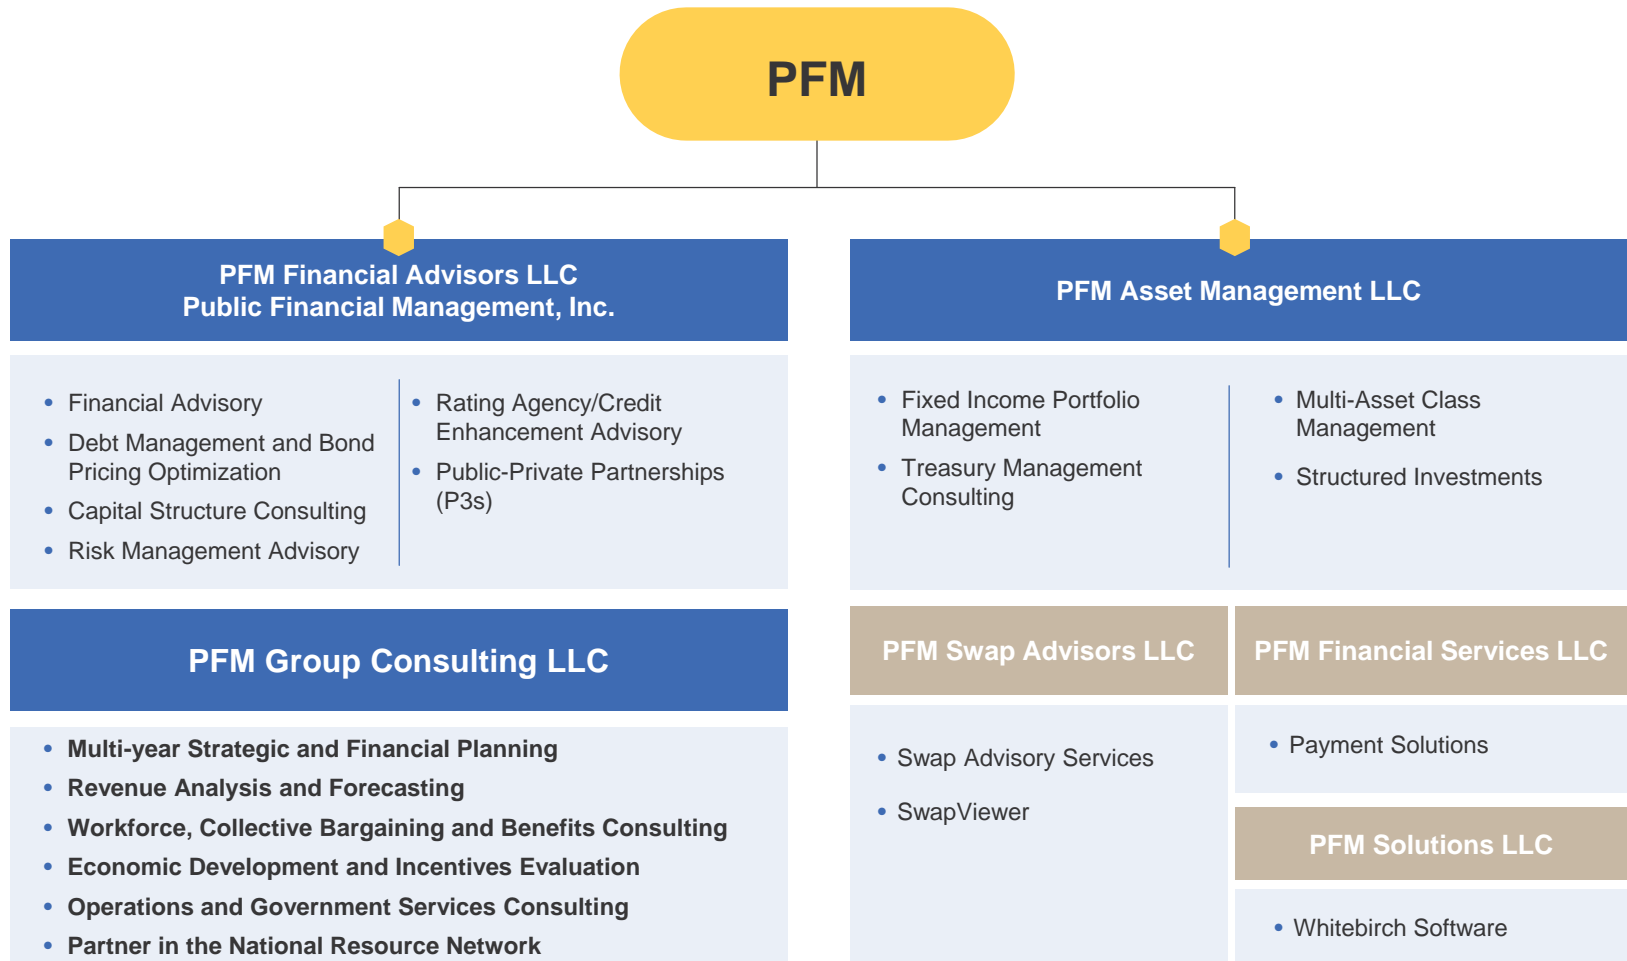 PFM
PFM Financial Advisors LLC
Public Financial Management, Inc.
• Financial Advisory
• Debt Management and Bond
Pricing Optimization
• Capital Structure Consulting
• Risk Management Advisory
• Rating Agency/Credit
Enhancement Advisory
• Public-Private Partnerships
(P3s)
PFM Group Consulting LLC
• Multi-year Strategic and Financial Planning
• Revenue Analysis and Forecasting
• Workforce, Collective Bargaining and Benefits Consulting
• Economic Development and Incentives Evaluation
• Operations and Government Services Consulting
• Partner in the National Resource Network
PFM Asset Management LLC
• Fixed Income Portfolio
Management
• Treasury Management
Consulting
• Multi-Asset Class
Management
• Structured Investments
PFM Swap Advisors LLC
• Swap Advisory Services
• SwapViewer
PFM Financial Services LLC
• Payment Solutions
PFM Solutions LLC
• Whitebirch Software